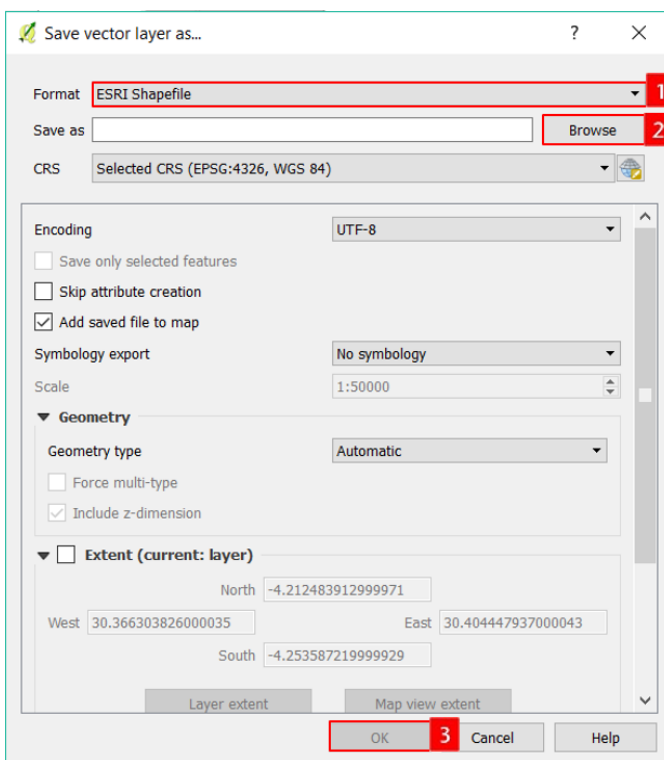 Save vector layer as... ?
Format ESRI Shapefile 1
Save as Browse 2
CRS Selected CRS (EPSG:4326, WGS 84)
Encoding UTF-8
Save only selected features
Skip attribute creation
Add saved file to map
Symbology export No symbology
Scale 1:50000
Geometry
Geometry type Automatic
Force multi-type
Include z-dimension
Extent (current: layer)
North -4.212483912999971
West 30.366303826000035 East 30.404447937000043
South -4.253587219999929
Layer extent Map view extent
OK 3 Cancel Help